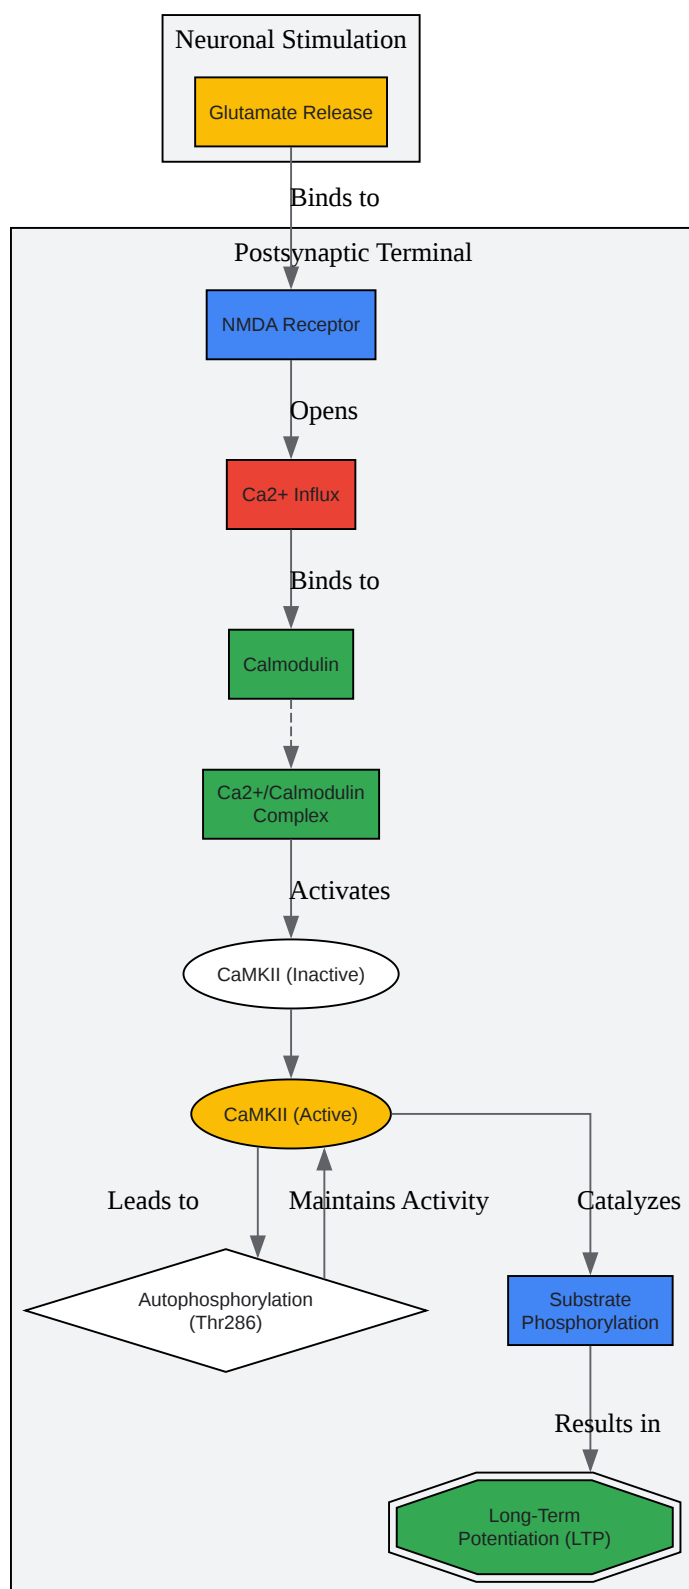 Neuronal Stimulation
Glutamate Release
Binds to
Postsynaptic Terminal
NMDA Receptor
Opens
Ca2+ Influx
Binds to
Calmodulin
Ca2+/Calmodulin
Complex
Activates
CaMKII (Inactive)
CaMKII (Active)
Leads to
Maintains Activity
Catalyzes
Autophosphorylation
(Thr286)
Substrate
Phosphorylation
Results in
Long-Term
Potentiation (LTP)